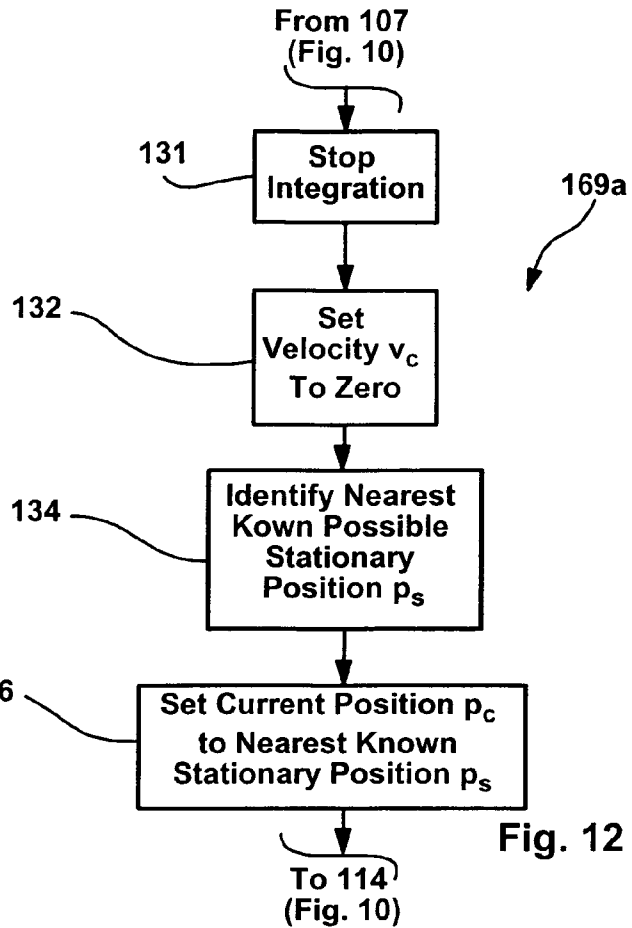 From 107
(Fig. 10)
131
Stop
Integration
169a
132
Set
Velocity vc
To Zero
134
Identify Nearest
Kown Possible
Stationary
Position ps
6
Set Current Position pc
to Nearest Known
Stationary Position ps
Fig. 12
To 114
(Fig. 10)